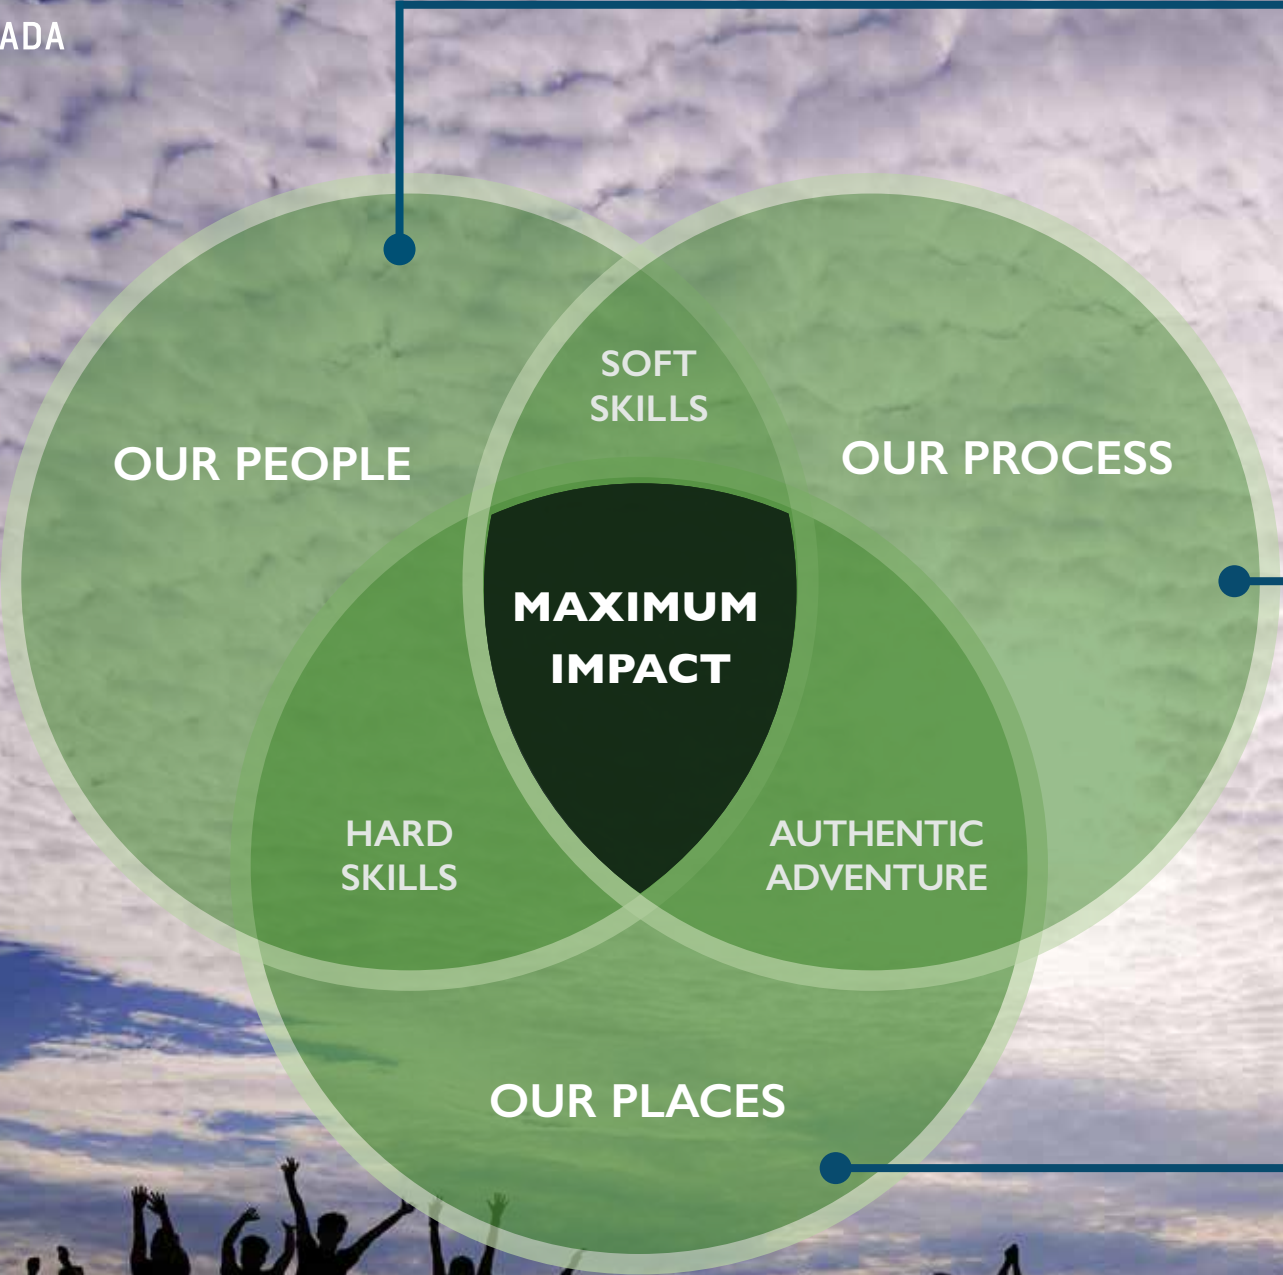 ADA
SOFT
SKILLS
OUR PEOPLE
OUR PROCESS
MAXIMUM
IMPACT
HARD
SKILLS
AUTHENTIC
ADVENTURE
OUR PLACES